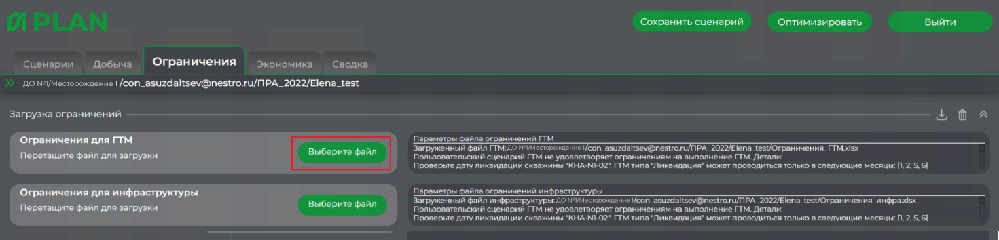 PLAN
Сохранить сценарий
Оптимизировать
Выйти
Сценарии
Добыча
Ограничения
Экономика
Сводка
ДО №1/Месторождение 1/con_asuzdaltsev@nestro.ru/ПРА_2022/Elena_test
Загрузка ограничений
Ограничения для ГТМ
Перетащите файл для загрузки
Выберите файл
Параметры файла ограничений ГТМ
Загруженный файл ГТМ: ДО №1/Месторождение 1/con_asuzdaltsev@nestro.ru/ПРА_2022/Elena_test/Ограничения_ГТМ.xlsx
Пользовательский сценарий ГТМ не удовлетворяет ограничениям на выполнение ГТМ. Детали:
Проверьте дату ликвидации скважины "KHA-N1-02". ГТМ типа "Ликвидация" может проводиться только в следующие месяцы: [1, 2, 5, 6]
Ограничения для инфраструктуры
Перетащите файл для загрузки
Выберите файл
Параметры файла ограничений инфраструктуры
Загруженный файл инфраструктуры: ДО №1/Месторождение 1/con_asuzdaltsev@nestro.ru/ПРА_2022/Elena_test/Ограничения_инфра.xlsx
Пользовательский сценарий ГТМ не удовлетворяет ограничениям на выполнение ГТМ. Детали:
Проверьте дату ликвидации скважины "KHA-N1-02". ГТМ типа "Ликвидация" может проводиться только в следующие месяцы: [1, 2, 5, 6]